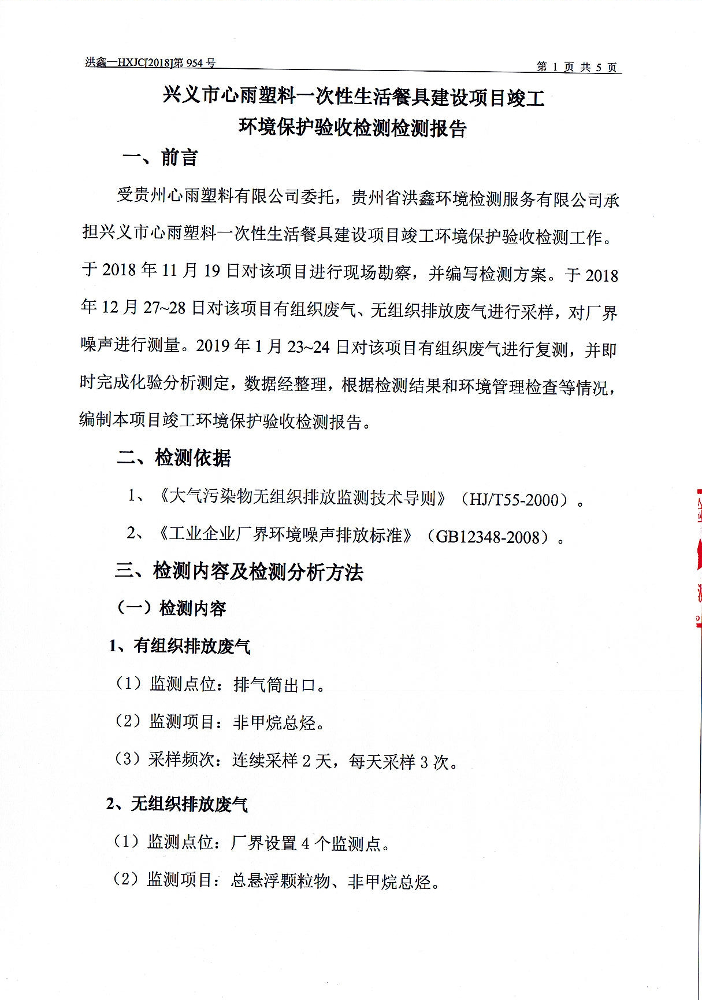 洪鑫—HXJC[2018]第 954 号
第 1 页 共 5 页
兴义市心雨塑料一次性生活餐具建设项目竣工
环境保护验收检测检测报告
一、前言
受贵州心雨塑料有限公司委托，贵州省洪鑫环境检测服务有限公司承
担兴义市心雨塑料一次性生活餐具建设项目竣工环境保护验收检测工作。
于 2018 年 11 月 19 日对该项目进行现场勘察，并编写检测方案。于 2018
年 12 月 27~28 日对该项目有组织废气、无组织排放废气进行采样，对厂界
噪声进行测量。2019 年 1 月 23~24 日对该项目有组织废气进行复测，并即
时完成化验分析测定，数据经整理，根据检测结果和环境管理检查等情况，
编制本项目竣工环境保护验收检测报告。
二、检测依据
1、《大气污染物无组织排放监测技术导则》（HJ/T55-2000）。
2、《工业企业厂界环境噪声排放标准》（GB12348-2008）。
三、检测内容及检测分析方法
（一）检测内容
1、有组织排放废气
（1）监测点位：排气筒出口。
（2）监测项目：非甲烷总烃。
（3）采样频次：连续采样 2 天，每天采样 3 次。
2、无组织排放废气
（1）监测点位：厂界设置 4 个监测点。
（2）监测项目：总悬浮颗粒物、非甲烷总烃。